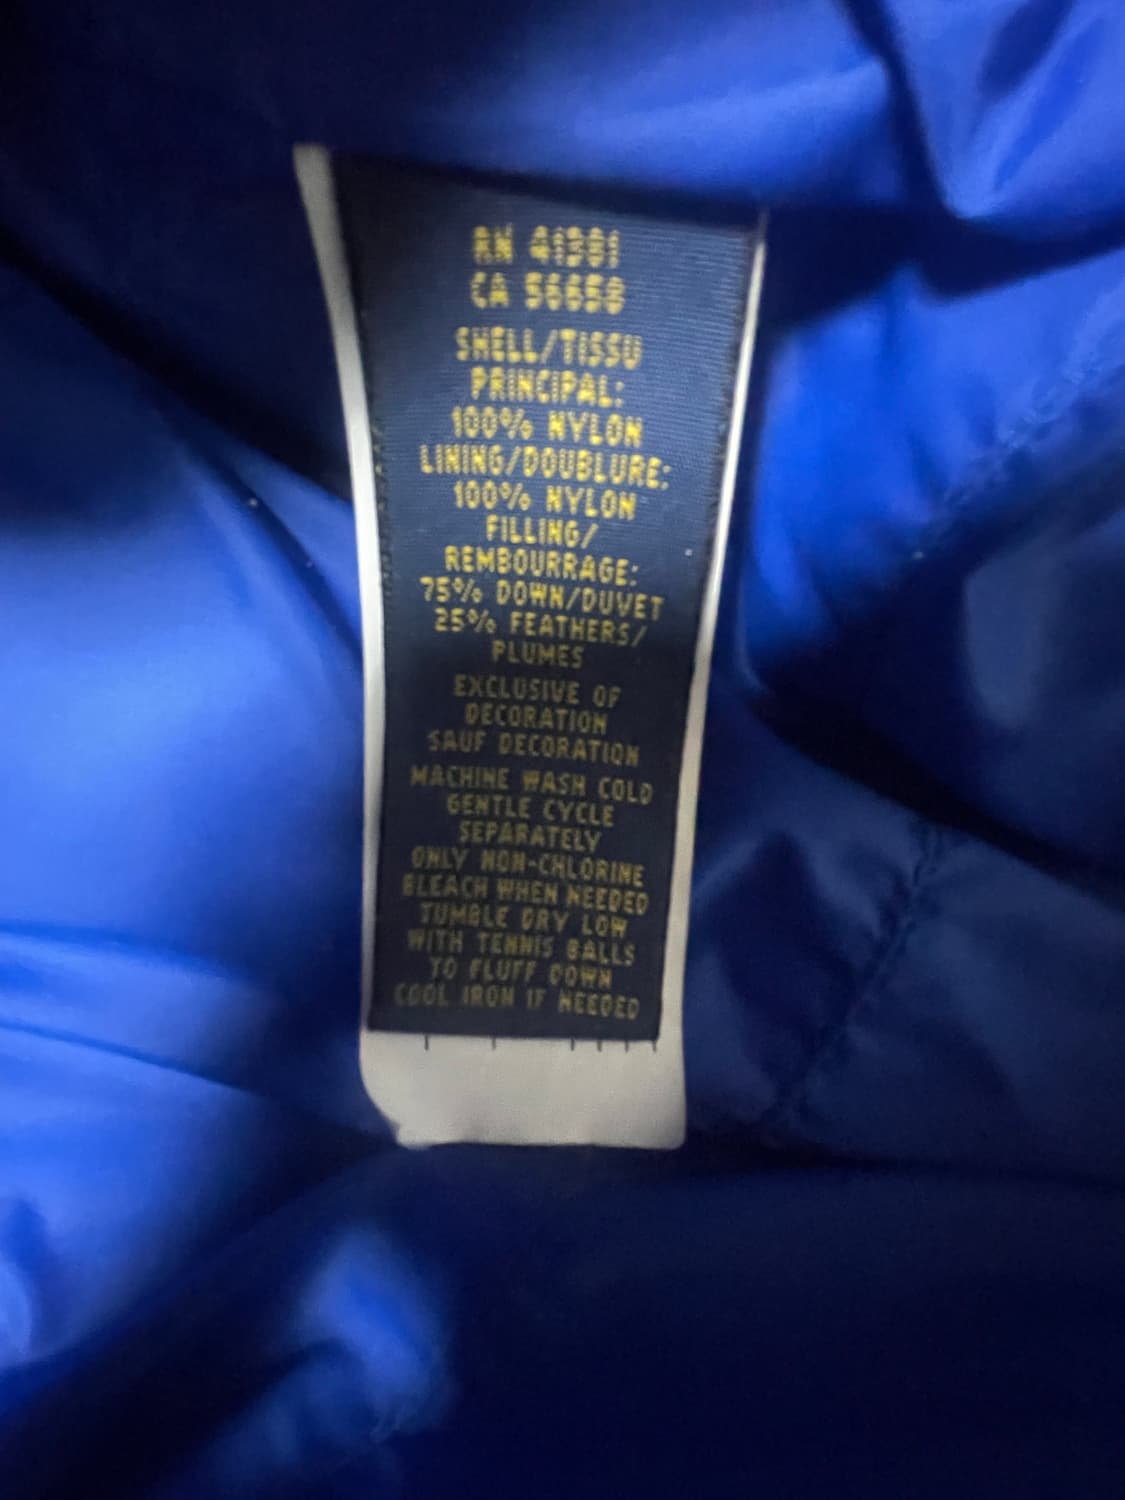 RN 41381
CA 56658
SHELL/TISSU
PRINCIPAL:
100% NYLON
LINING/DOUBLURE:
100% NYLON
FILLING/
REMBOURRAGE:
75% DOWN/DUVET
25% FEATHERS/
PLUMES
EXCLUSIVE OF
DECORATION
SAUF DECORATION
MACHINE WASH COLD
GENTLE CYCLE
SEPARATELY
ONLY NON-CHLORINE
BLEACH WHEN NEEDED
TUMBLE DRY LOW
WITH TENNIS BALLS
TO FLUFF DOWN
COOL IRON IF NEEDED